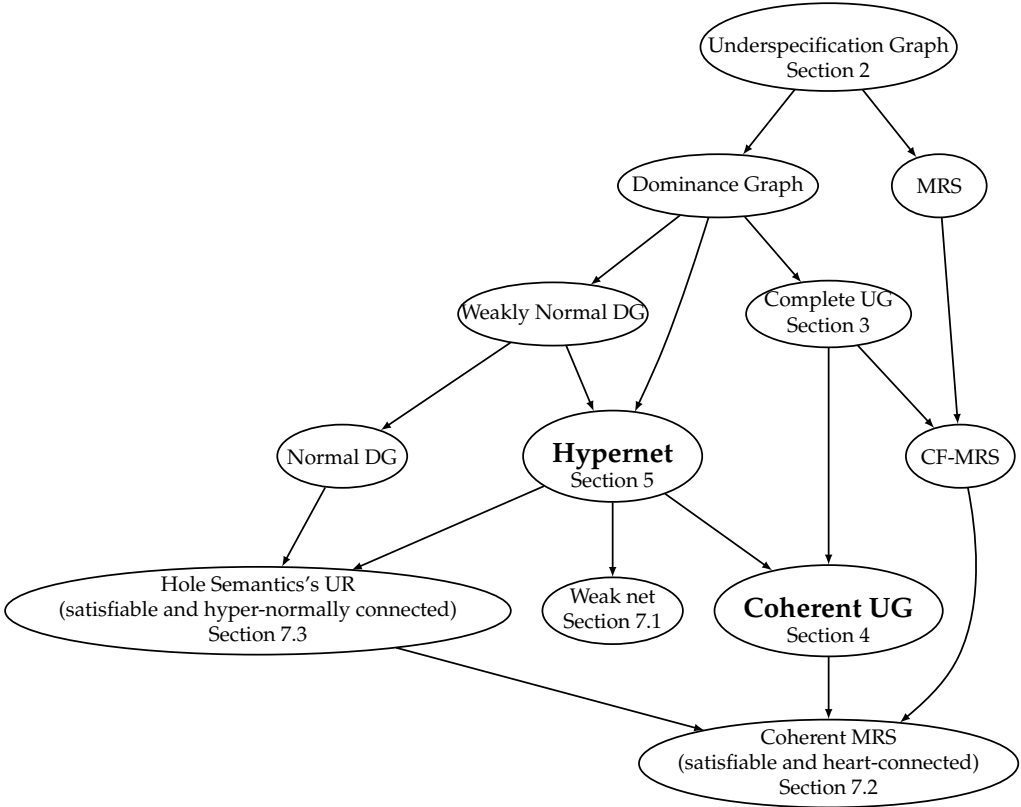 Underspecification Graph
Section 2
Dominance Graph
MRS
Weakly Normal DG
Complete UG
Section 3
Normal DG
Hypernet
Section 5
CF-MRS
Hole Semantics's UR
(satisfiable and hyper-normally connected)
Section 7.3
Weak net
Section 7.1
Coherent UG
Section 4
Coherent MRS
(satisfiable and heart-connected)
Section 7.2